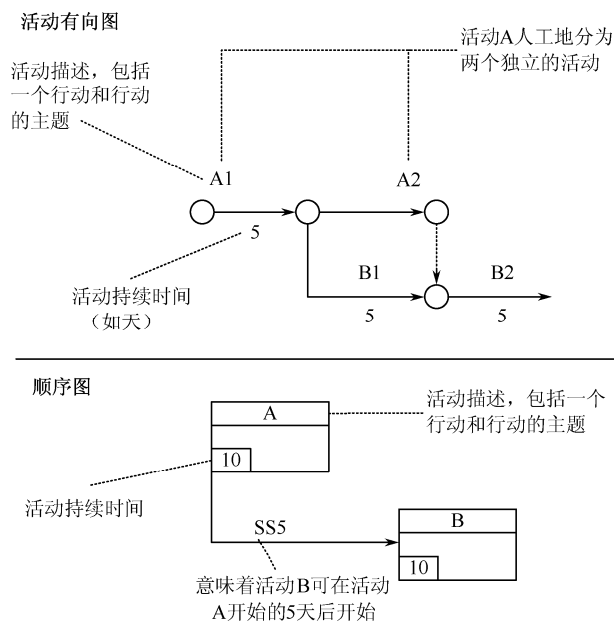 活动有向图
活动描述，包括
一个行动和行动
的主题
活动A人工地分为
两个独立的活动
A1
A2
5
B1
B2
5
5
活动持续时间
（如天）
顺序图
A
10
活动描述，包括一个
行动和行动的主题
活动持续时间
SS5
B
10
意味着活动B可在活动
A开始的5天后开始